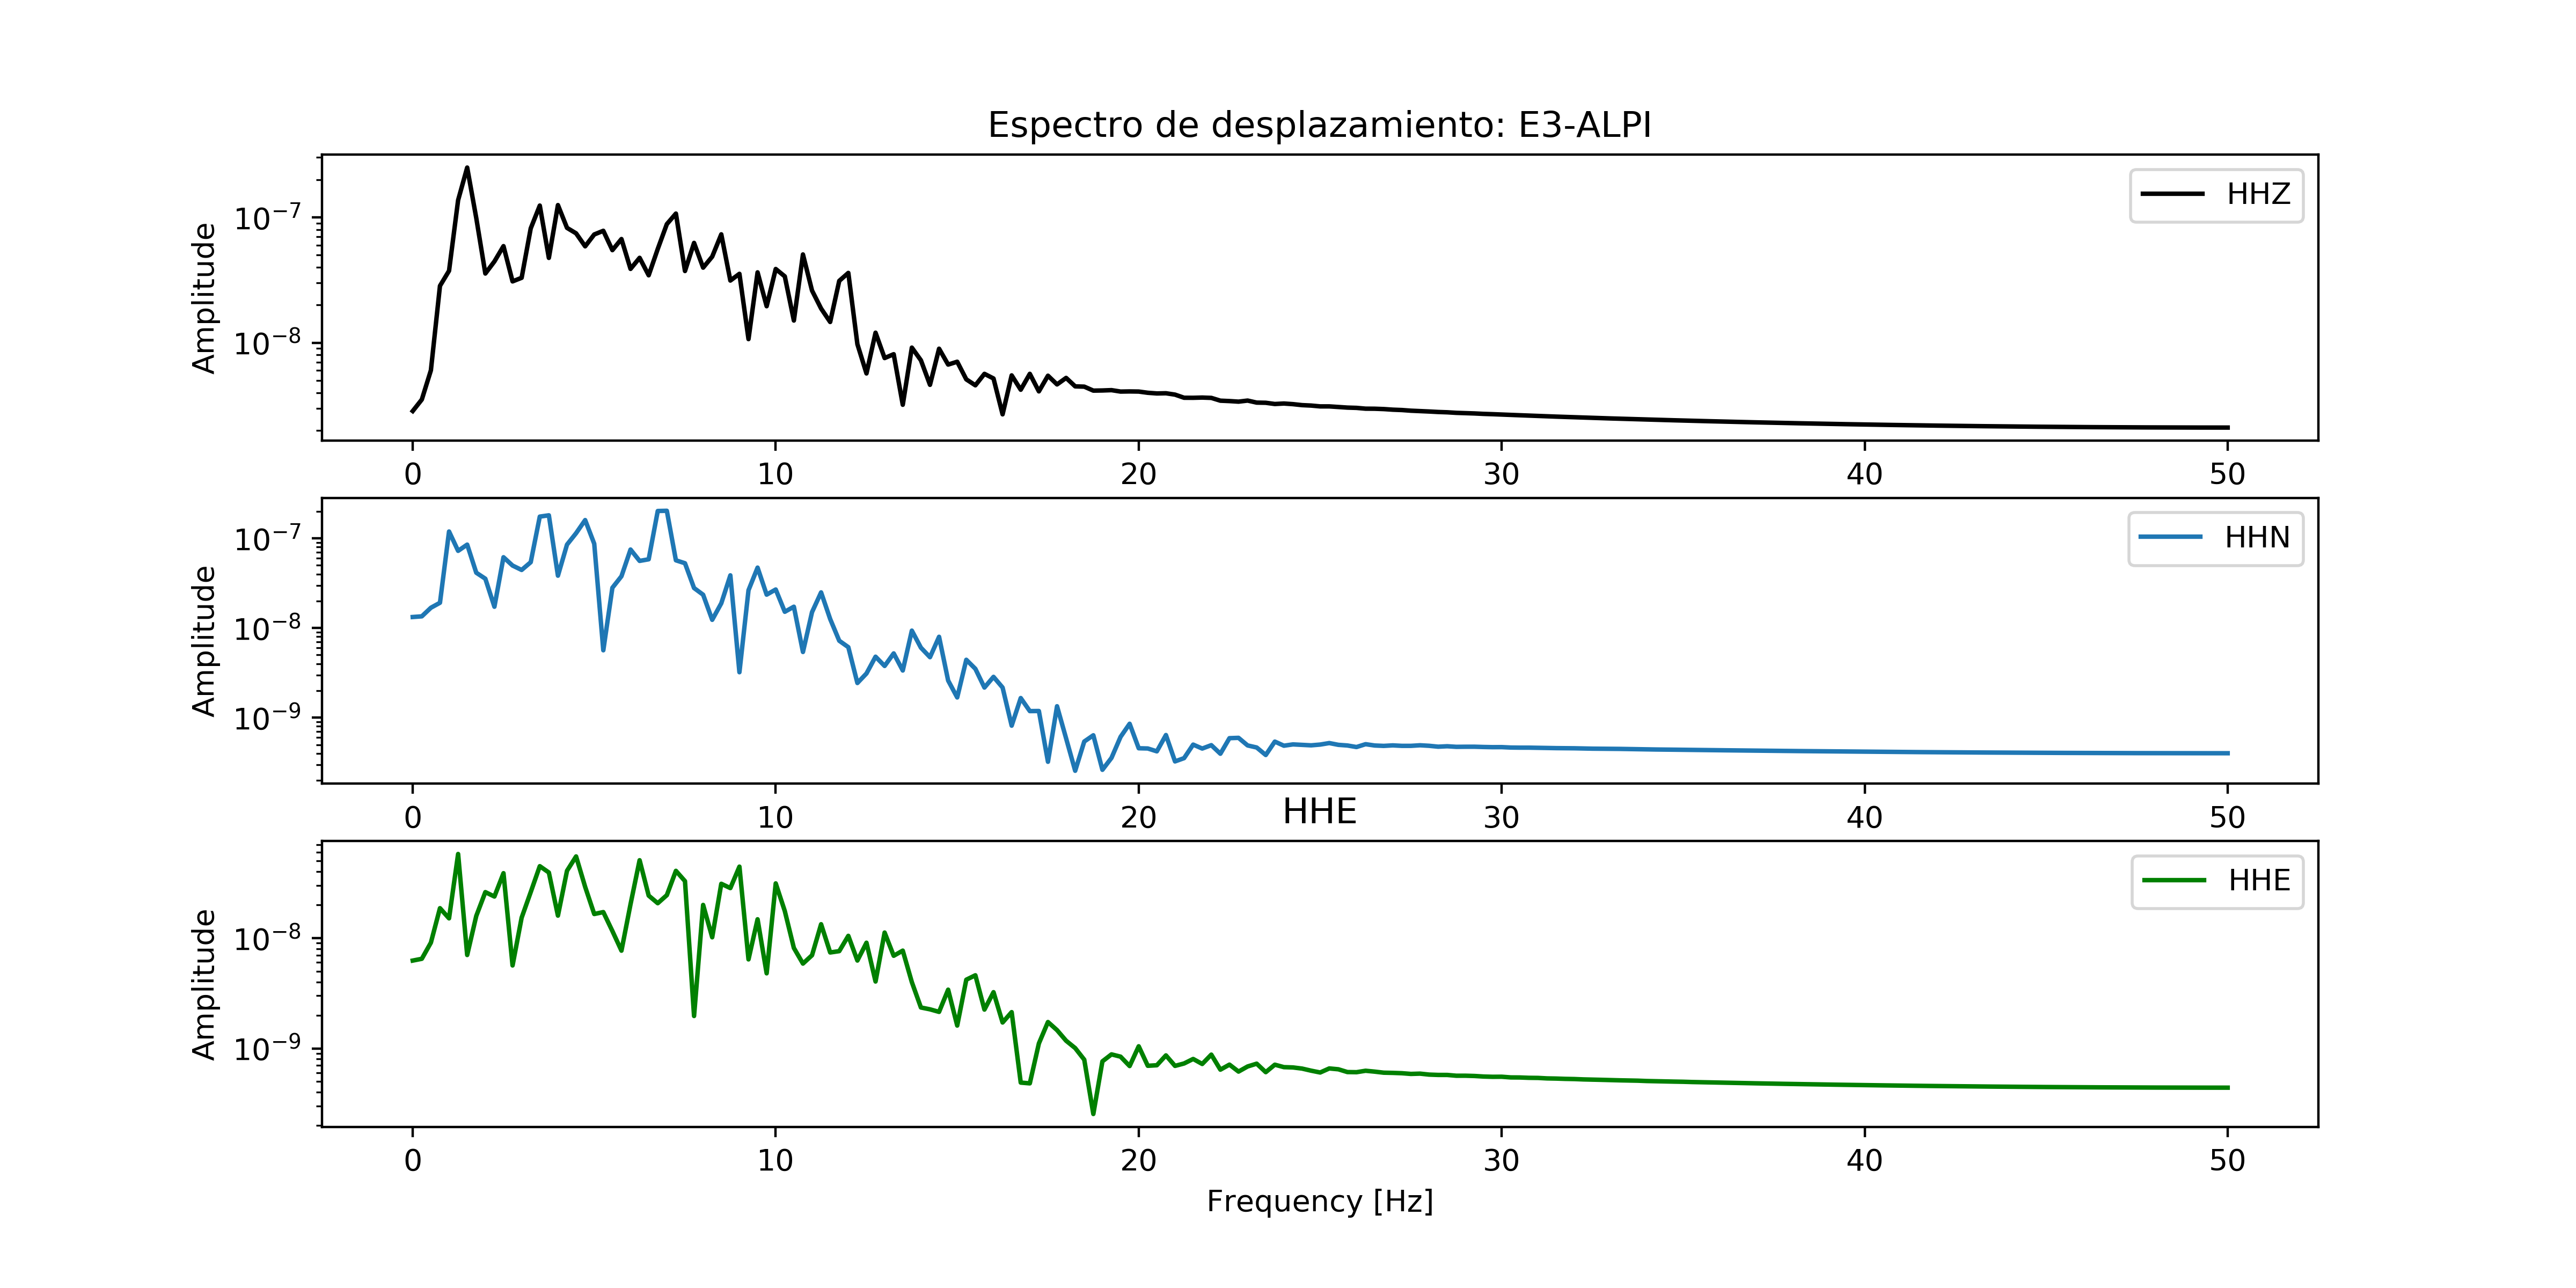 Espectro de desplazamiento: E3-ALPI
Amplitude
10⁻⁷
10⁻⁸
HHZ
0 10 20 30 40 50
Amplitude
10⁻⁷
10⁻⁸
10⁻⁹
HHN
0 10 20 30 40 50
HHE
Amplitude
10⁻⁸
10⁻⁹
HHE
0 10 20 30 40 50
Frequency [Hz]